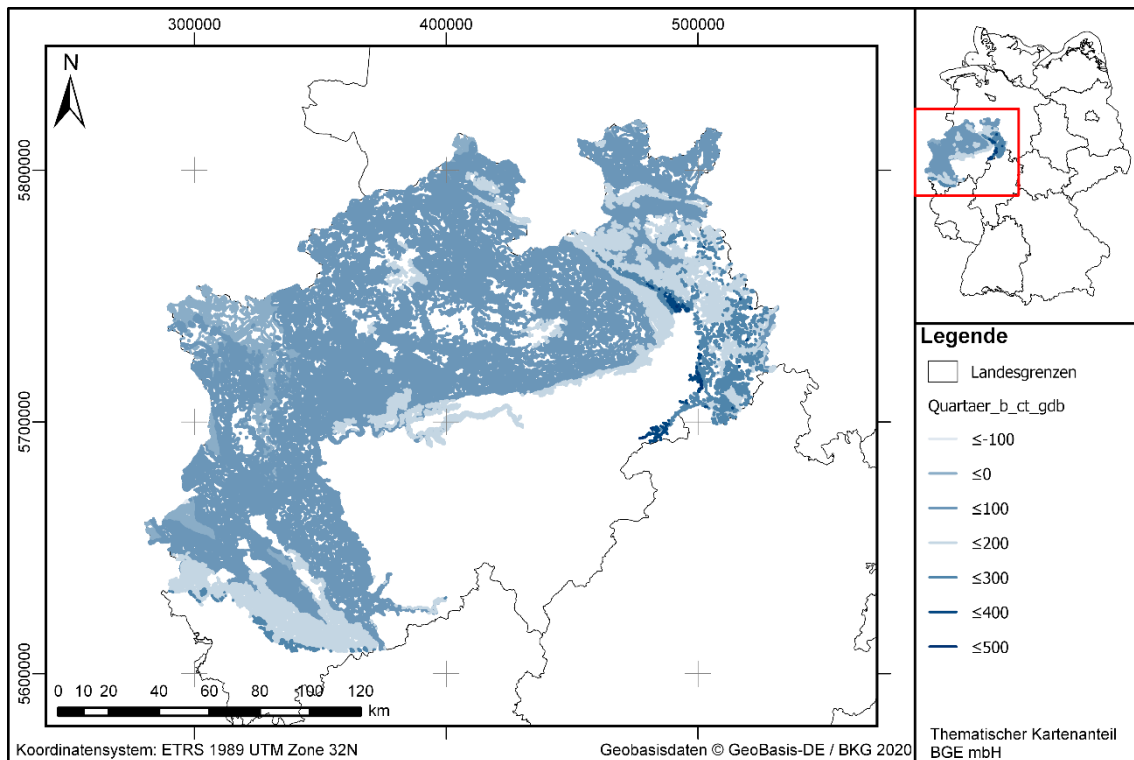 300000 400000 500000
N
5800000
5700000
5600000
0 10 20 40 60 80 100 120
km
Koordinatensystem: ETRS 1989 UTM Zone 32N
Geobasisdaten © GeoBasis-DE / BKG 2020
Legende
Landesgrenzen
Quartaer_b_ct_gdb
≤-100
≤0
≤100
≤200
≤300
≤400
≤500
Thematischer Kartenanteil
BGE mbH